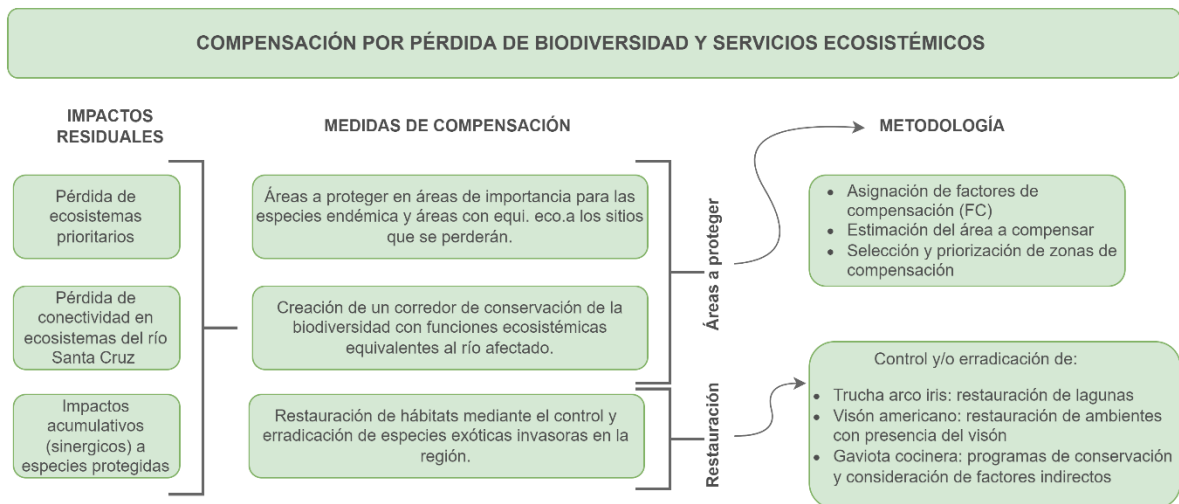 COMPENSACIÓN POR PÉRDIDA DE BIODIVERSIDAD Y SERVICIOS ECOSISTÉMICOS
IMPACTOS
RESIDUALES
Pérdida de
ecosistemas
prioritarios
Pérdida de
conectividad en
ecosistemas del río
Santa Cruz
Impactos
acumulativos
(sinergicos) a
especies protegidas
MEDIDAS DE COMPENSACIÓN
Áreas a proteger en áreas de importancia para las
especies endémica y áreas con equi. eco.a los sitios
que se perderán.
Creación de un corredor de conservación de la
biodiversidad con funciones ecosistémicas
equivalentes al río afectado.
Restauración de hábitats mediante el control y
erradicación de especies exóticas invasoras en la
región.
Áreas a proteger
Restauración
METODOLOGÍA
• Asignación de factores de
compensación (FC)
• Estimación del área a compensar
• Selección y priorización de zonas de
compensación
Control y/o erradicación de:
• Trucha arco iris: restauración de lagunas
• Visón americano: restauración de ambientes
con presencia del visón
• Gaviota cocinera: programas de conservación
y consideración de factores indirectos